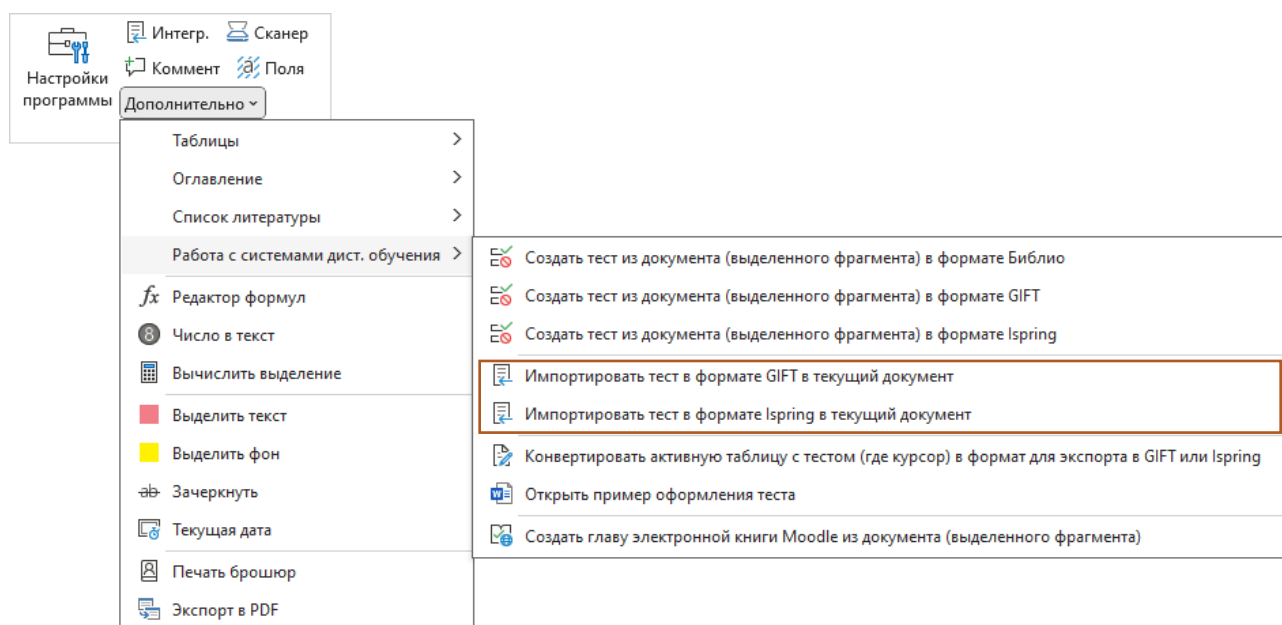 Интегр.
Сканер
Настройки
программы
Коммент
Поля
Дополнительно
Таблицы
Оглавление
Список литературы
Работа с системами дист. обучения
Редактор формул
Число в текст
Вычислить выделение
Выделить текст
Выделить фон
Зачеркнуть
Текущая дата
Печать брошюр
Экспорт в PDF
Создать тест из документа (выделенного фрагмента) в формате Библио
Создать тест из документа (выделенного фрагмента) в формате GIFT
Создать тест из документа (выделенного фрагмента) в формате Ispring
Импортировать тест в формате GIFT в текущий документ
Импортировать тест в формате Ispring в текущий документ
Конвертировать активную таблицу с тестом (где курсор) в формат для экспорта в GIFT или Ispring
Открыть пример оформления теста
Создать главу электронной книги Moodle из документа (выделенного фрагмента)